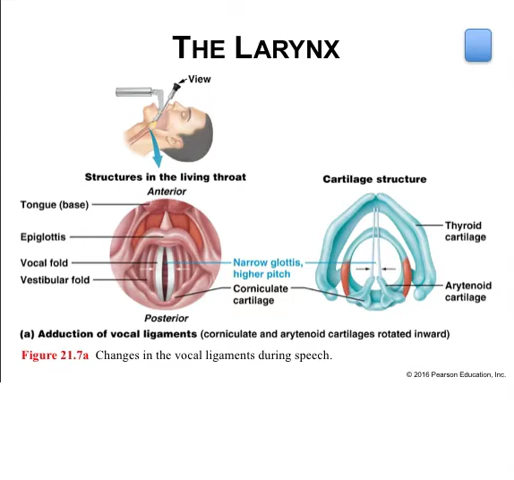 THE LARYNX
View
Structures in the living throat
Anterior
Tongue (base)
Epiglottis
Vocal fold
Vestibular fold
Narrow glottis,
higher pitch
Corniculate
cartilage
Posterior
Cartilage structure
Thyroid
cartilage
Arytenoid
cartilage
(a) Adduction of vocal ligaments (corniculate and arytenoid cartilages rotated inward)
Figure 21.7a Changes in the vocal ligaments during speech.
© 2016 Pearson Education, Inc.